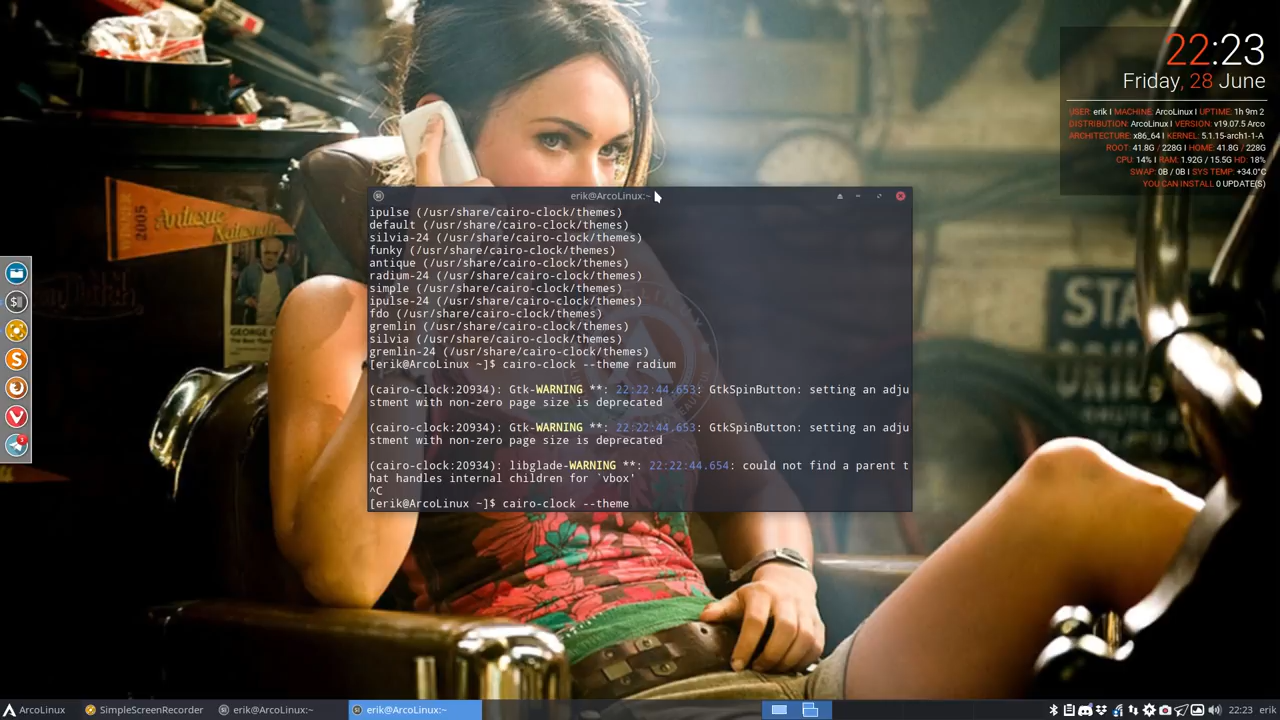 22:23
Friday, 28 June
USER: erik I MACHINE: ArcoLinux I UPTIME: 1h 9m 2
DISTRIBUTION: ArcoLinux I VERSION: v19.07.5 Arco
ARCHITECTURE: x86_64 I KERNEL: 5.1.15-arch1-1-A
ROOT: 41.8G / 228G I HOME: 41.8G / 228G
CPU: 14% I RAM: 1.92G / 15.5G HD: 18%
SWAP: 0B / 0B I SYS TEMP: +34.0°C
YOU CAN INSTALL 0 UPDATE(S)
2005
Antique
GEORGE
STA
erik@ArcoLinux:~
ipulse (/usr/share/cairo-clock/themes)
default (/usr/share/cairo-clock/themes)
silvia-24 (/usr/share/cairo-clock/themes)
funky (/usr/share/cairo-clock/themes)
antique (/usr/share/cairo-clock/themes)
radium-24 (/usr/share/cairo-clock/themes)
simple (/usr/share/cairo-clock/themes)
ipulse-24 (/usr/share/cairo-clock/themes)
fdo (/usr/share/cairo-clock/themes)
gremlin (/usr/share/cairo-clock/themes)
silvia (/usr/share/cairo-clock/themes)
gremlin-24 (/usr/share/cairo-clock/themes)
[erik@ArcoLinux ~]$ cairo-clock --theme radium
(cairo-clock:20934): Gtk-WARNING **: 22:22:44.653: GtkSpinButton: setting an adju
stment with non-zero page size is deprecated
(cairo-clock:20934): Gtk-WARNING **: 22:22:44.653: GtkSpinButton: setting an adju
stment with non-zero page size is deprecated
(cairo-clock:20934): libglade-WARNING **: 22:22:44.654: could not find a parent t
hat handles internal children for `vbox'
^C
[erik@ArcoLinux ~]$ cairo-clock --theme
ArcoLinux
SimpleScreenRecorder
erik@ArcoLinux:~
erik@ArcoLinux:~
22:23
erik